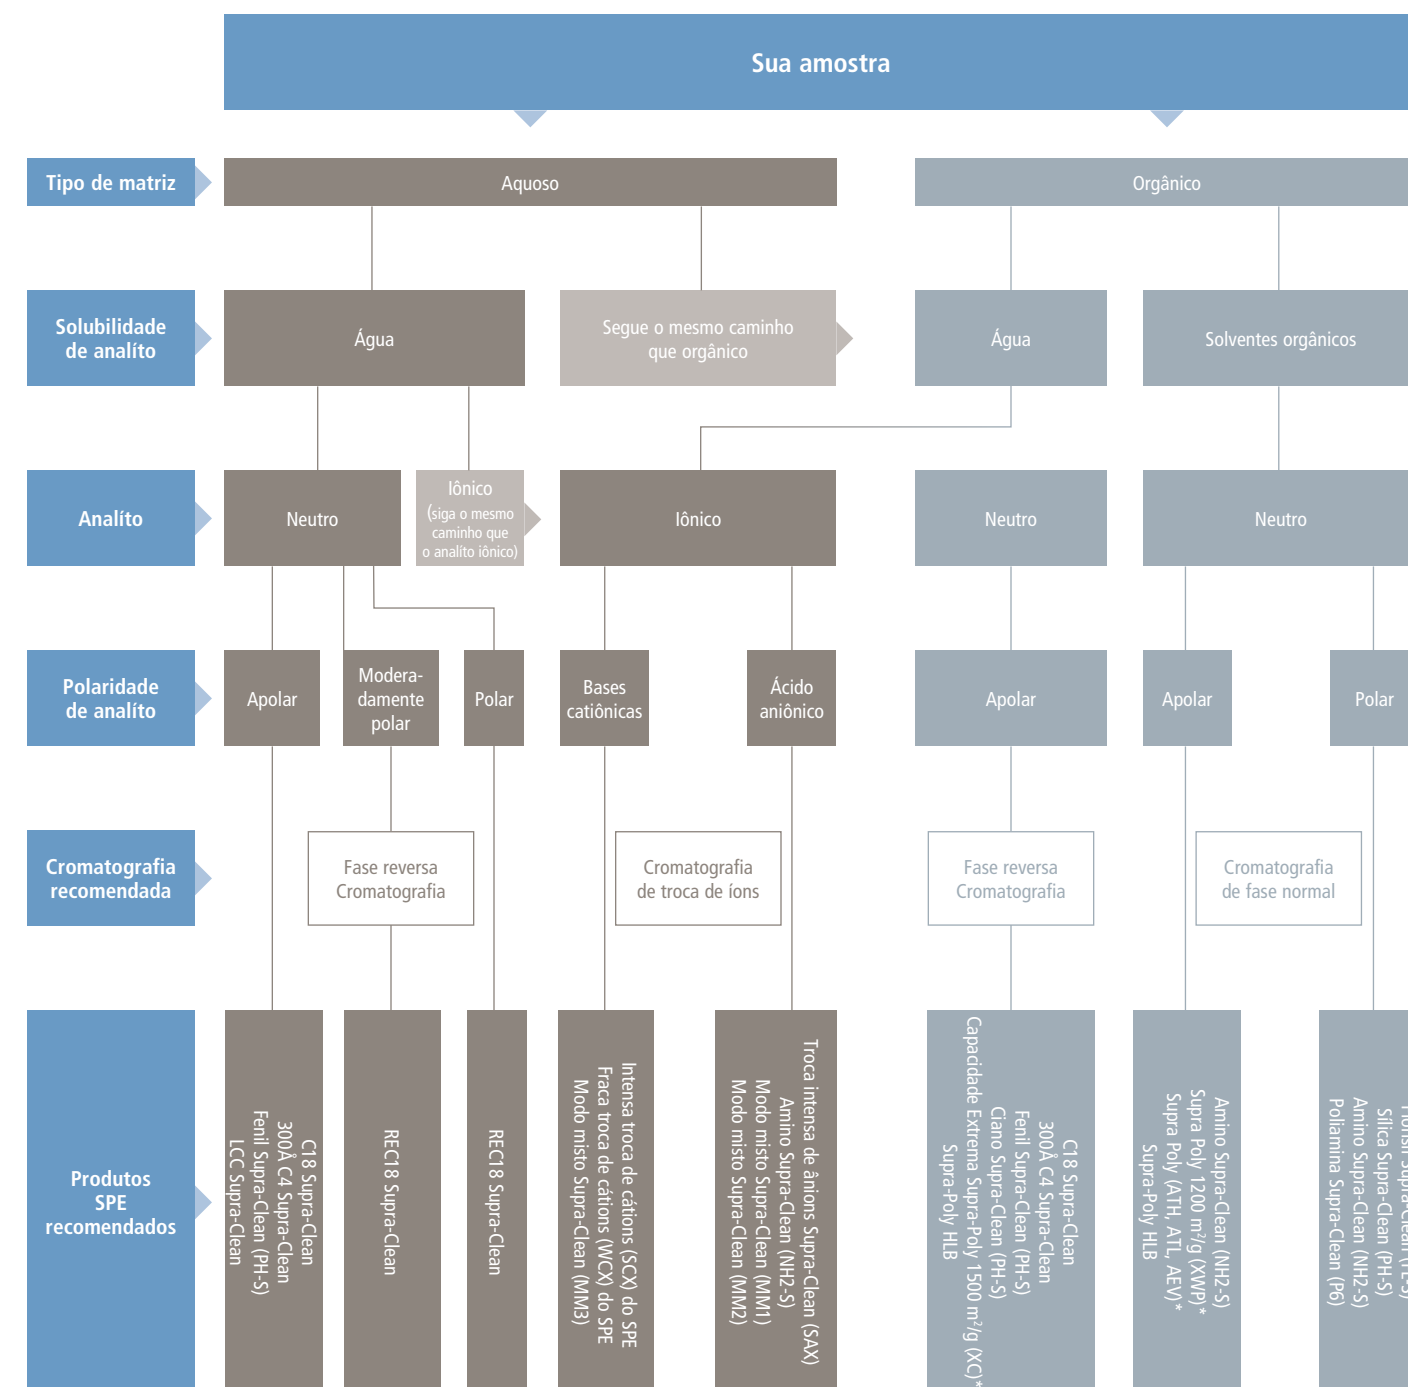 Sua amostra
Tipo de matriz
Aquoso
Orgânico
Solubilidade
de analíto
Água
Segue o mesmo caminho
que orgânico
Água
Solventes orgânicos
Analíto
Neutro
Iônico
(siga o mesmo
caminho que
o analíto iônico)
Iônico
Neutro
Neutro
Polaridade
de analíto
Apolar
Modera-
damente
polar
Polar
Bases
catiônicas
Ácido
aniônico
Apolar
Apolar
Polar
Cromatografia
recomendada
Fase reversa
Cromatografia
Cromatografia
de troca de íons
Fase reversa
Cromatografia
Cromatografia
de fase normal
Produtos
SPE
recomendados
C18 Supra-Clean
300Å C4 Supra-Clean
Fenil Supra-Clean (PH-S)
LCC Supra-Clean
REC18 Supra-Clean
REC18 Supra-Clean
Intensa troca de cátions (SCX) do SPE
Fraca troca de cátions (WCX) do SPE
Modo misto Supra-Clean (MM3)
Troca intensa de ânions Supra-Clean (SAX)
Amino Supra-Clean (NH2-S)
Modo misto Supra-Clean (MM1)
Modo misto Supra-Clean (MM2)
C18 Supra-Clean
300Å C4 Supra-Clean
Fenil Supra-Clean (PH-S)
Ciano Supra-Clean (PH-S)
Capacidade Extrema Supra-Poly 1500 m²/g (XC)*
Supra-Poly HLB
Amino Supra-Clean (NH2-S)
Supra Poly 1200 m²/g (XWP)*
Supra Poly (ATH, ATL, AEV)*
Supra-Poly HLB
Supra-Clean
Sílica Supra-Clean (PH-S)
Amino Supra-Clean (NH2-S)
Poliamina Supra-Clean (P6)